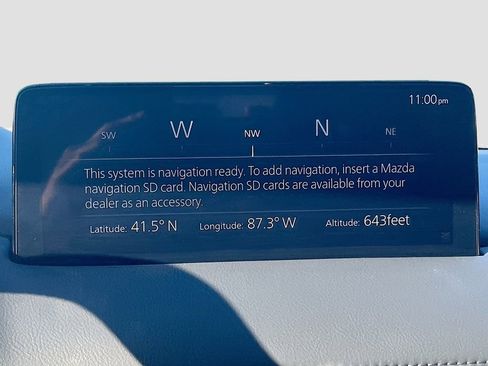 11:00pm
SW W NW N NE
This system is navigation ready. To add navigation, insert a Mazda
navigation SD card. Navigation SD cards are available from your
dealer as an accessory.
Latitude: 41.5° N Longitude: 87.3° W Altitude: 643feet